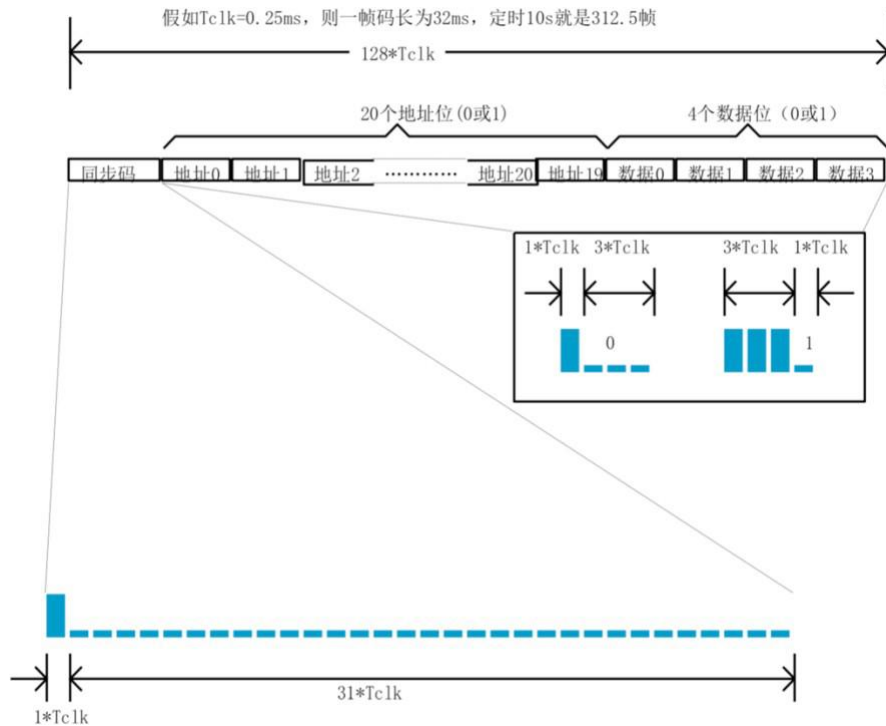 假如Tclk=0.25ms，则一帧码长为32ms，定时10s就是312.5帧
128*Tclk
20个地址位(0或1)
4个数据位（0或1）
同步码 地址0 地址1 地址2 ………… 地址20 地址19 数据0 数据1 数据2 数据3
1*Tclk 3*Tclk 3*Tclk 1*Tclk
0 1
31*Tclk
1*Tclk